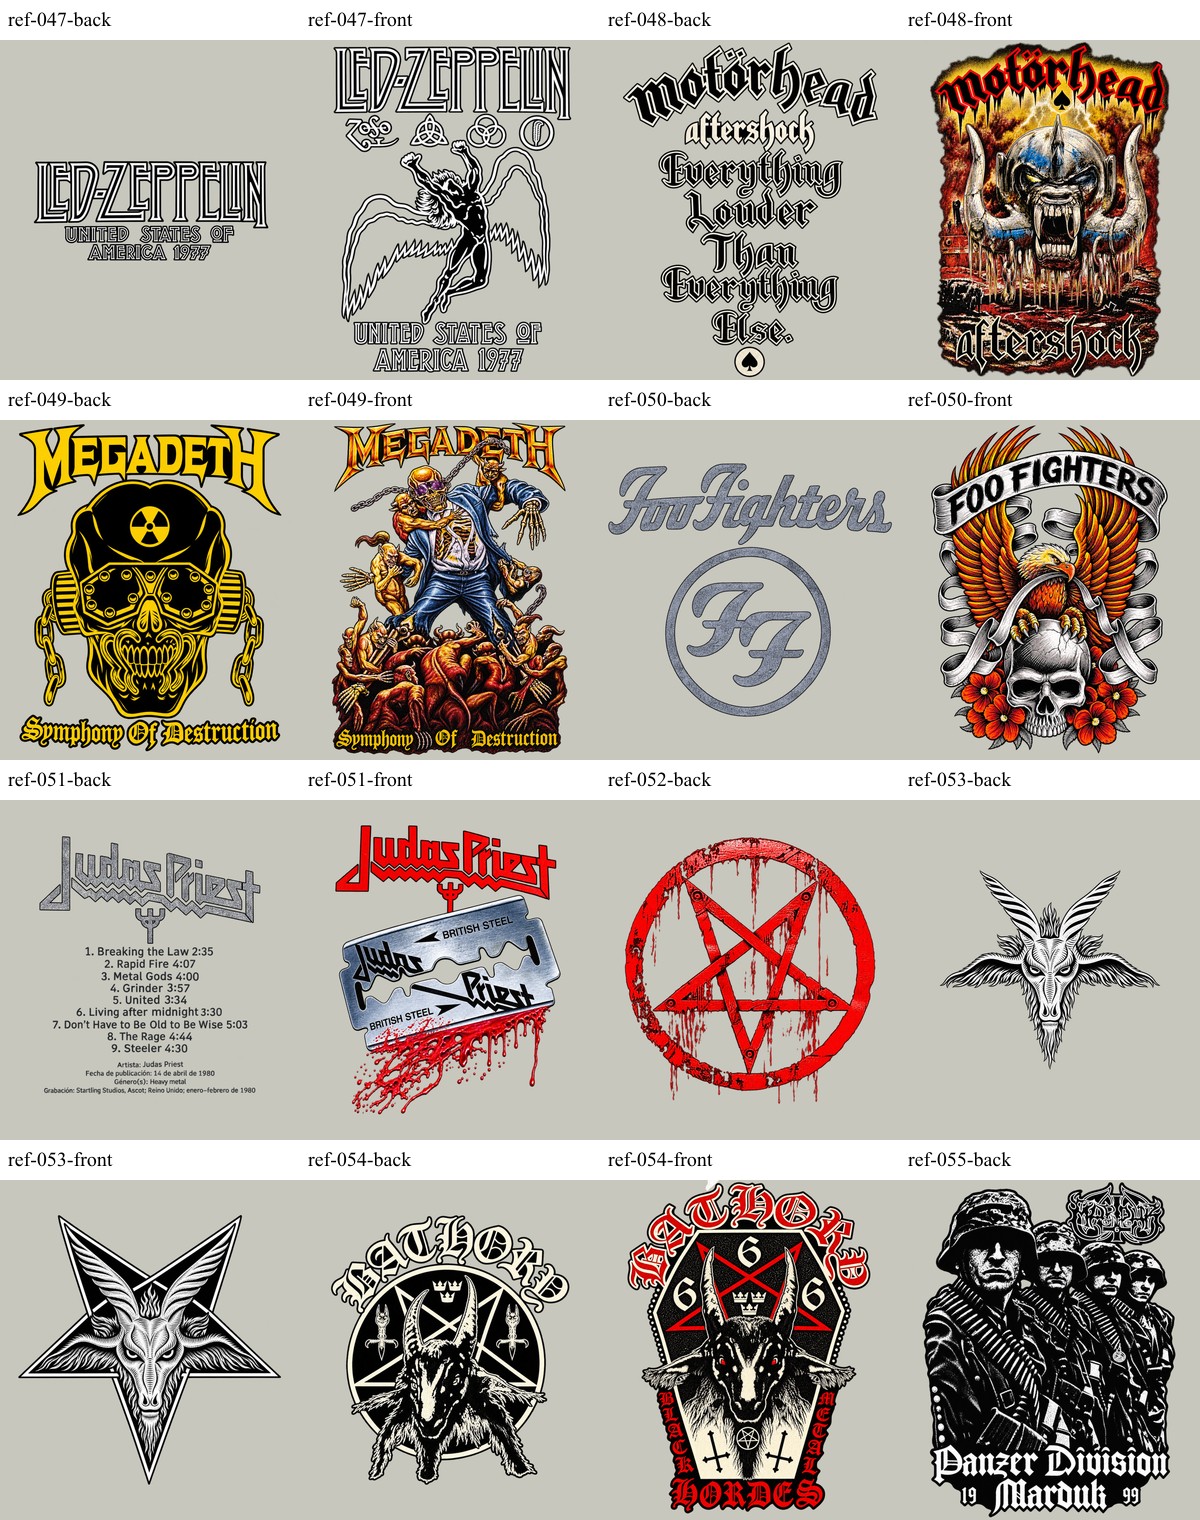 ref-047-back
ref-047-front
ref-048-back
ref-048-front
LED-ZEPPELIN
UNITED STATES OF
AMERICA 1977
LED-ZEPPELIN
ZoSo
UNITED STATES OF
AMERICA 1977
motörhead
aftershock
Everything
Louder
Than
Everything
Else.
motörhead
aftershock
ref-049-back
ref-049-front
ref-050-back
ref-050-front
MEGADETH
Symphony Of Destruction
MEGADETH
Symphony Of Destruction
Foo Fighters
FF
FOO FIGHTERS
ref-051-back
ref-051-front
ref-052-back
ref-053-back
Judas Priest
1. Breaking the Law 2:35
2. Rapid Fire 4:07
3. Metal Gods 4:00
4. Grinder 3:57
5. United 3:34
6. Living after midnight 3:30
7. Don't Have to Be Old to Be Wise 5:03
8. The Rage 4:44
9. Steeler 4:30
Artista: Judas Priest
Fecha de publicación: 14 de abril de 1980
Género(s): Heavy metal
Grabación: Startling Studios, Ascot; Reino Unido; enero–febrero de 1980
Judas Priest
BRITISH STEEL
Judas
Priest
BRITISH STEEL
ref-053-front
ref-054-back
ref-054-front
ref-055-back
BATHORY
BATHORY
6
6 6
BLACK
METAL
HORDES
MARDUK
Panzer Division
19 Marduk 99